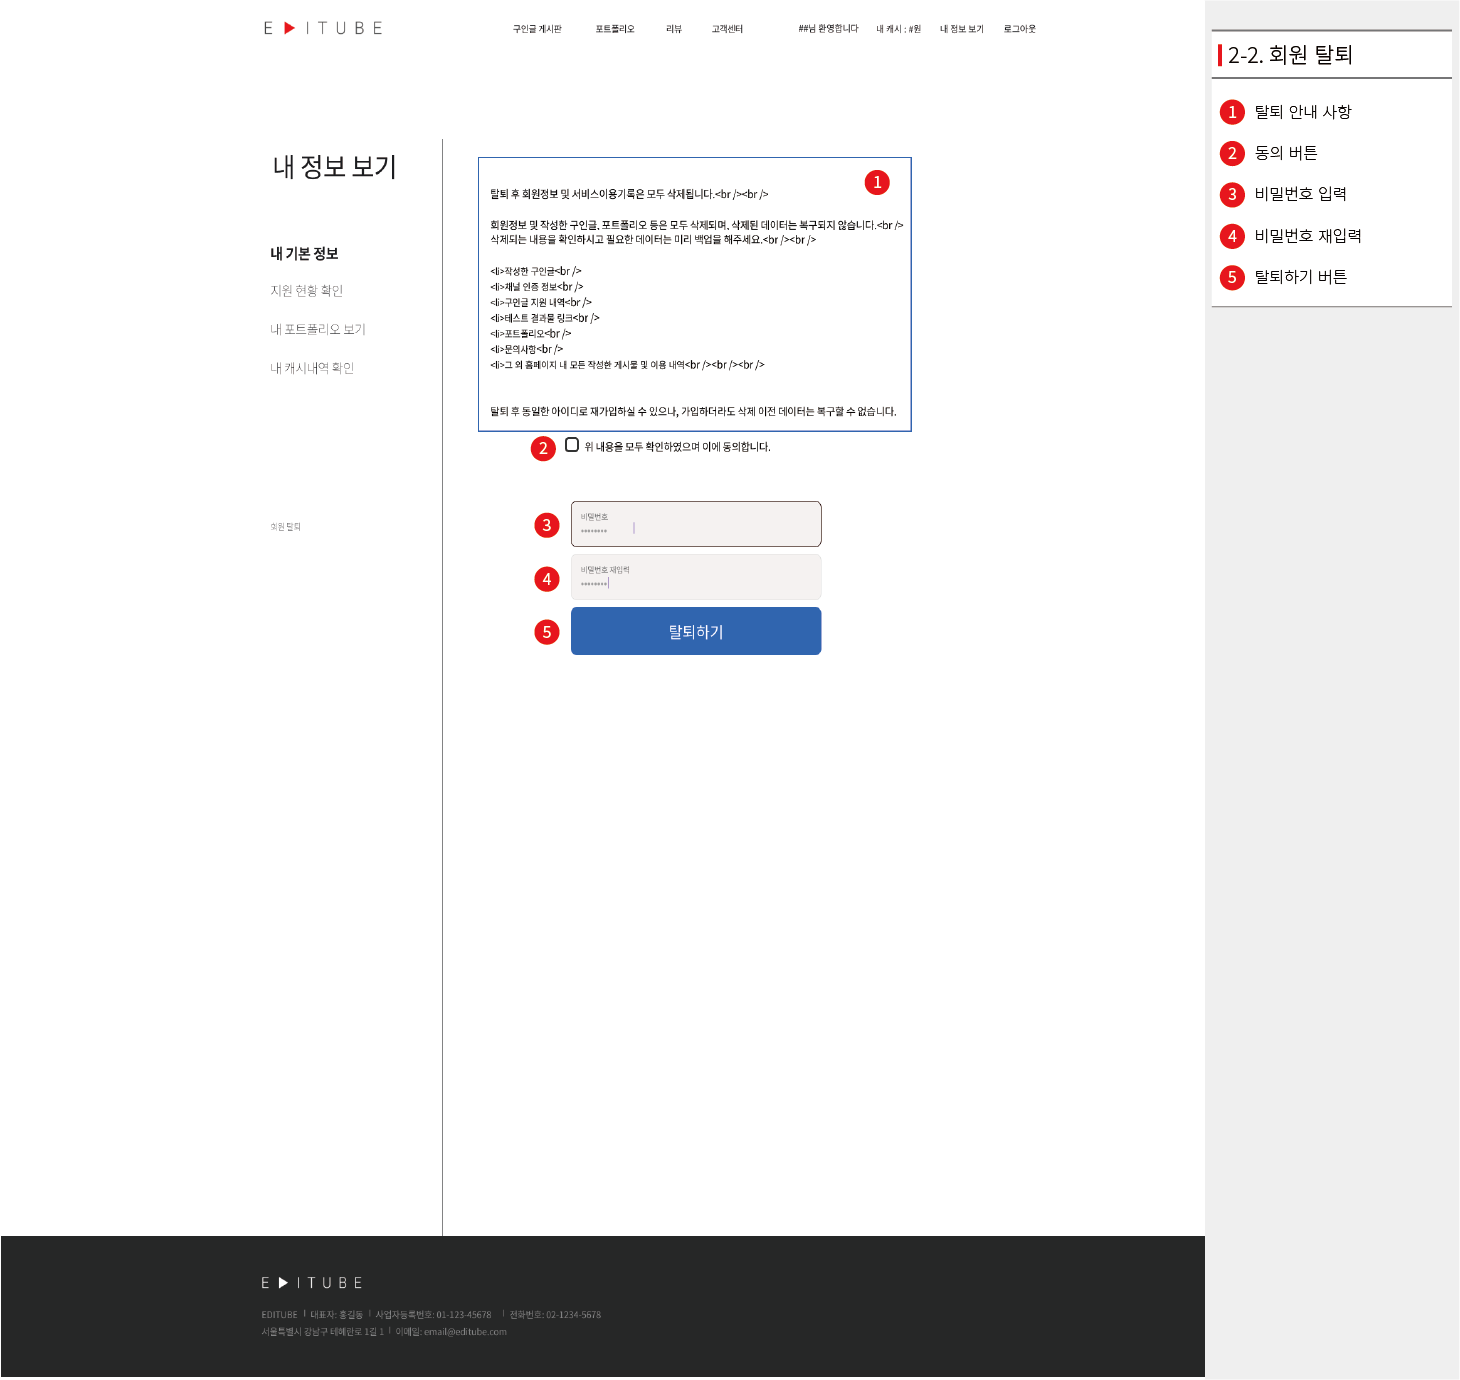 E ▶ I T U B E
구인글 게시판 포트폴리오 리뷰 고객센터 ##님 환영합니다 내 캐시 : #원 내 정보 보기 로그아웃
내 정보 보기
내 기본 정보
지원 현황 확인
내 포트폴리오 보기
내 캐시내역 확인
회원 탈퇴
1
탈퇴 후 회원정보 및 서비스이용기록은 모두 삭제됩니다.<br /><br />
회원정보 및 작성한 구인글, 포트폴리오 등은 모두 삭제되며, 삭제된 데이터는 복구되지 않습니다.<br />
삭제되는 내용을 확인하시고 필요한 데이터는 미리 백업을 해주세요.<br /><br />
<li>작성한 구인글<br />
<li>채널 인증 정보<br />
<li>구인글 지원 내역<br />
<li>테스트 결과물 링크<br />
<li>포트폴리오<br />
<li>문의사항<br />
<li>그 외 홈페이지 내 모든 작성한 게시물 및 이용 내역<br /><br /><br />
탈퇴 후 동일한 아이디로 재가입하실 수 있으나, 가입하더라도 삭제 이전 데이터는 복구할 수 없습니다.
2 위 내용을 모두 확인하였으며 이에 동의합니다.
3 비밀번호
••••••••
4 비밀번호 재입력
••••••••
5 탈퇴하기
2-2. 회원 탈퇴
1 탈퇴 안내 사항
2 동의 버튼
3 비밀번호 입력
4 비밀번호 재입력
5 탈퇴하기 버튼
E ▶ I T U B E
EDITUBE | 대표자: 홍길동 | 사업자등록번호: 01-123-45678 | 전화번호: 02-1234-5678
서울특별시 강남구 테헤란로 1길 1 | 이메일: email@editube.com